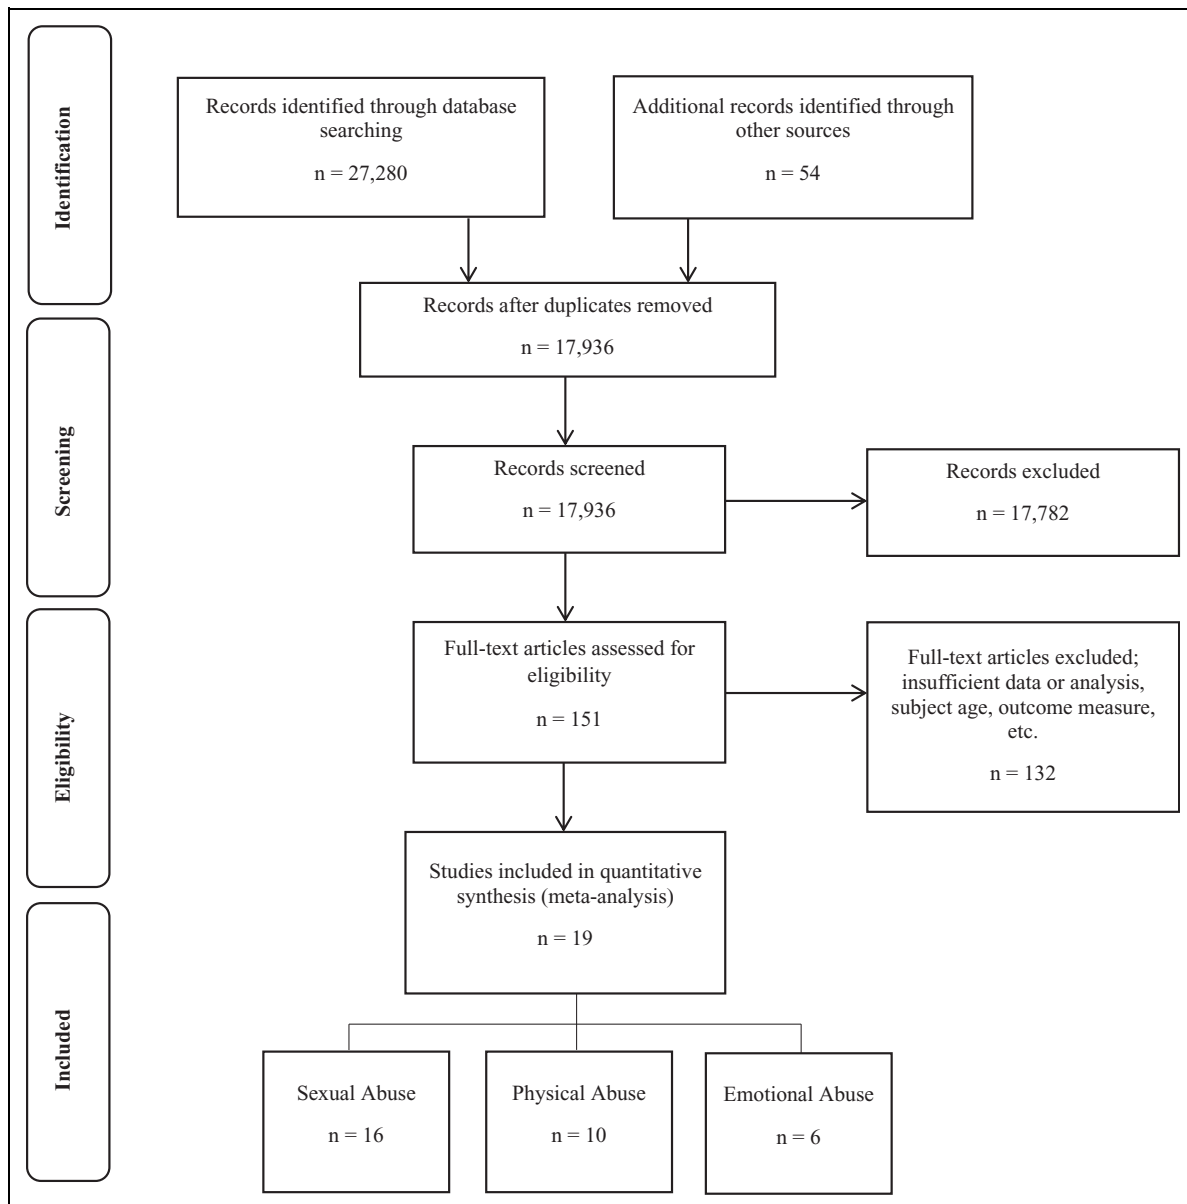 Identification
Records identified through database
searching
n = 27,280
Additional records identified through
other sources
n = 54
Records after duplicates removed
n = 17,936
Screening
Records screened
n = 17,936
Records excluded
n = 17,782
Eligibility
Full-text articles assessed for
eligibility
n = 151
Full-text articles excluded;
insufficient data or analysis,
subject age, outcome measure,
etc.
n = 132
Studies included in quantitative
synthesis (meta-analysis)
n = 19
Included
Sexual Abuse
n = 16
Physical Abuse
n = 10
Emotional Abuse
n = 6